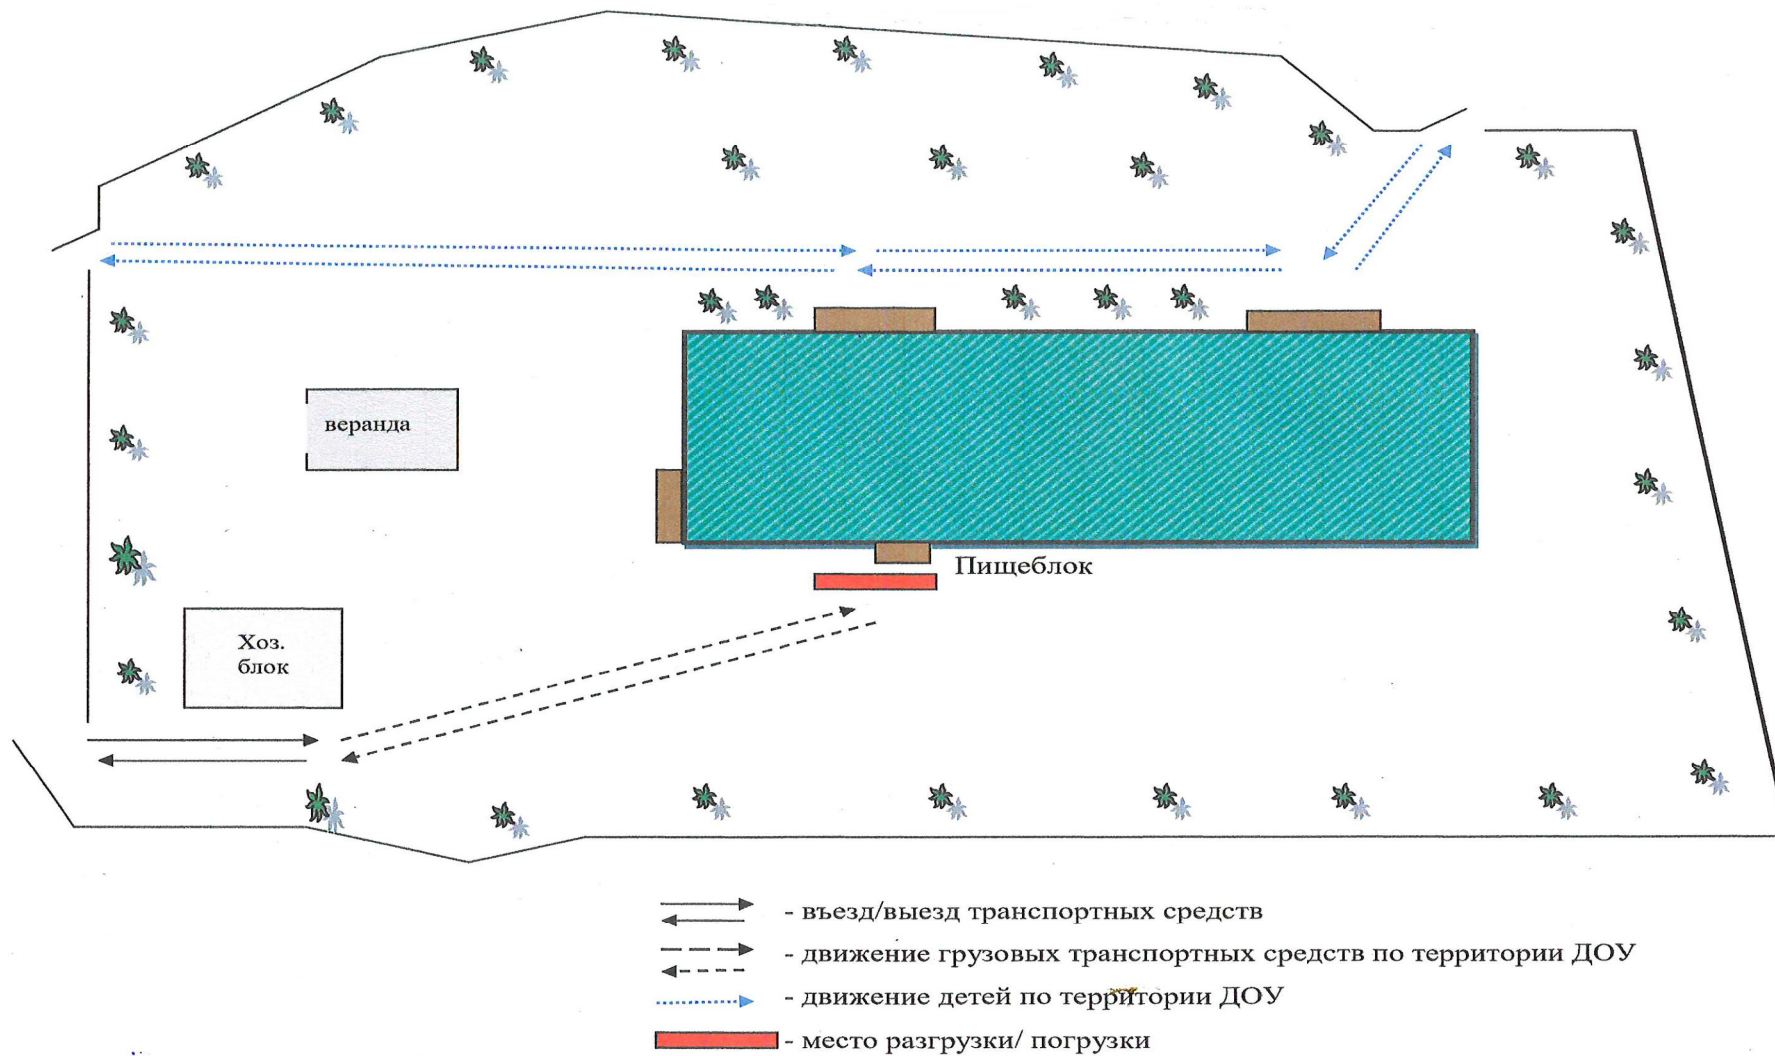 веранда
Пищеблок
Хоз.
блок
- въезд/выезд транспортных средств
- движение грузовых транспортных средств по территории ДОУ
- движение детей по территории ДОУ
- место разгрузки/ погрузки